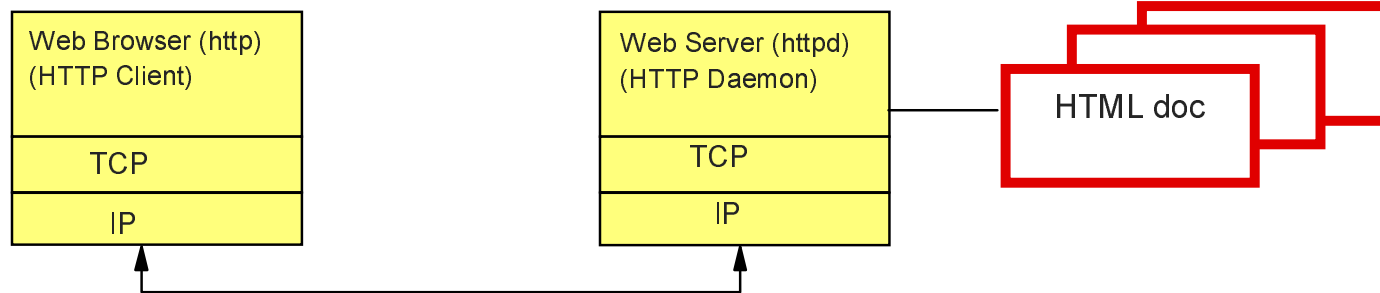 Web Browser (http)
(HTTP Client)
TCP
IP
Web Server (httpd)
(HTTP Daemon)
TCP
IP
HTML doc